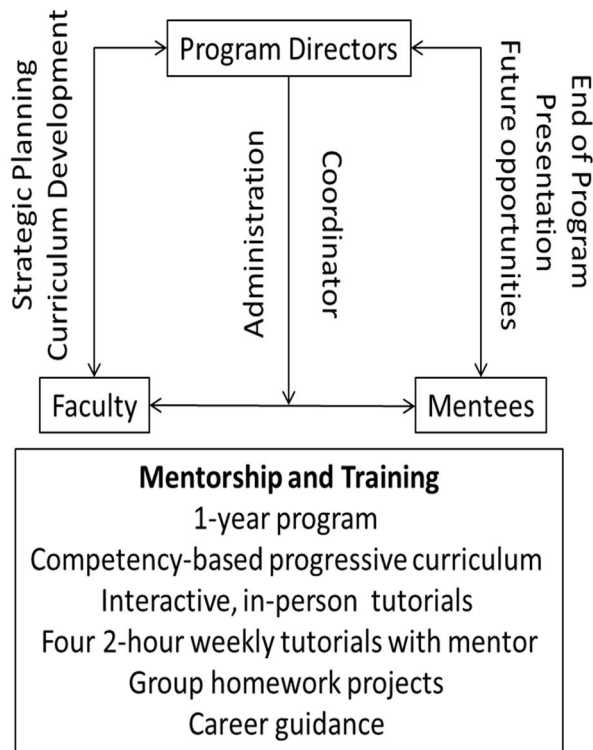 Program Directors
Strategic Planning
Curriculum Development
Administration
Coordinator
Future opportunities
End of Program
Presentation
Faculty
Mentees
Mentorship and Training
1-year program
Competency-based progressive curriculum
Interactive, in-person tutorials
Four 2-hour weekly tutorials with mentor
Group homework projects
Career guidance